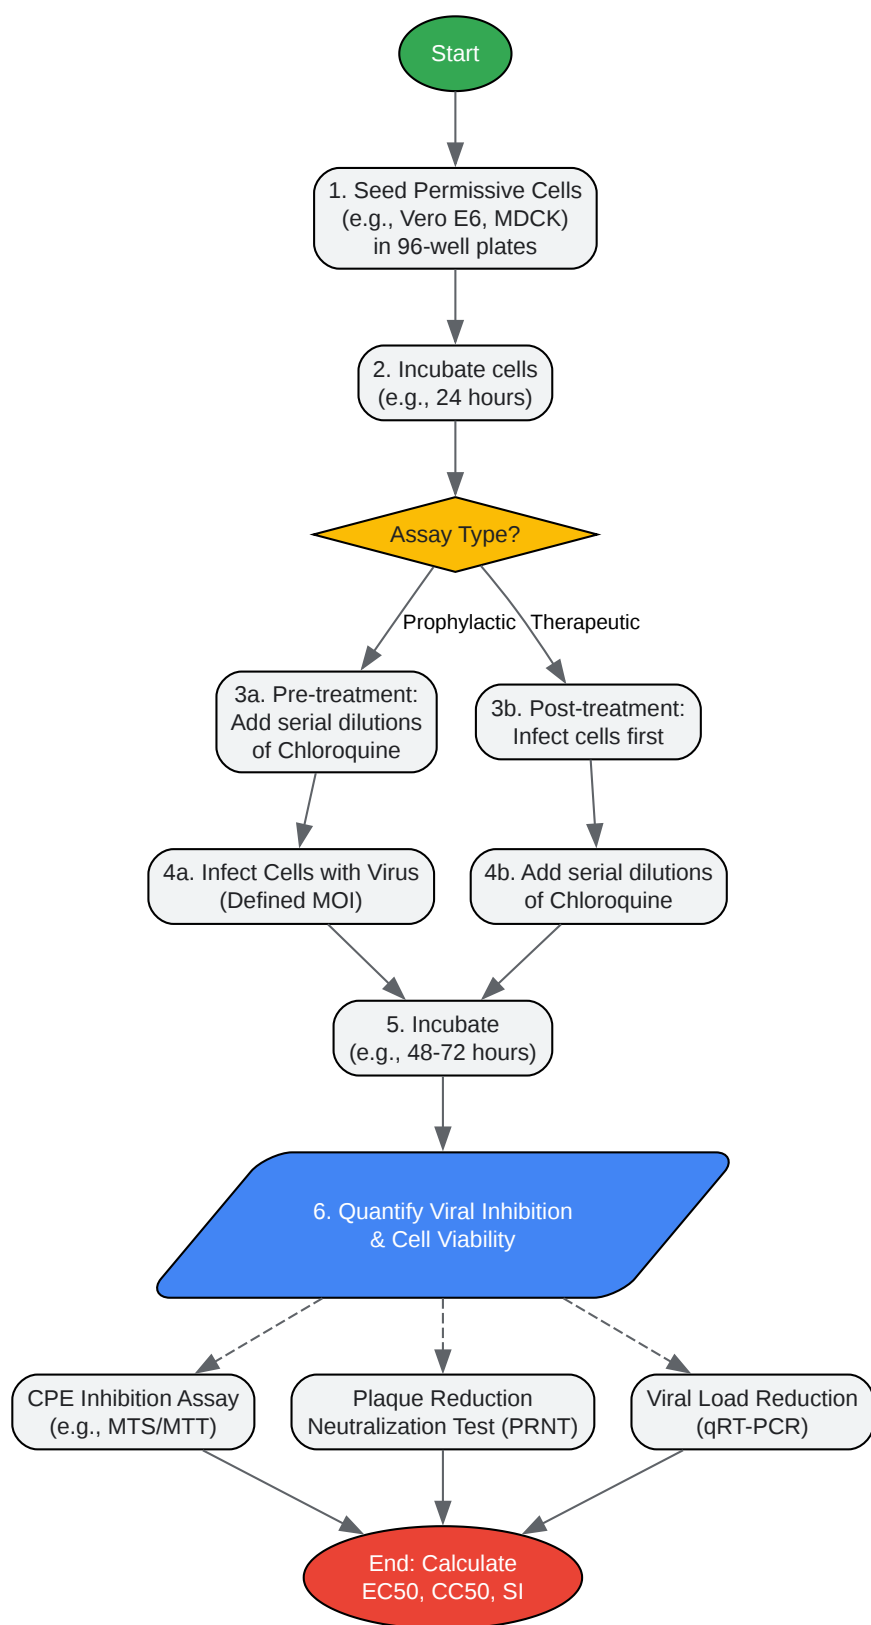 Start
1. Seed Permissive Cells
(e.g., Vero E6, MDCK)
in 96-well plates
2. Incubate cells
(e.g., 24 hours)
Assay Type?
Prophylactic
Therapeutic
3a. Pre-treatment:
Add serial dilutions
of Chloroquine
3b. Post-treatment:
Infect cells first
4a. Infect Cells with Virus
(Defined MOI)
4b. Add serial dilutions
of Chloroquine
5. Incubate
(e.g., 48-72 hours)
6. Quantify Viral Inhibition
& Cell Viability
CPE Inhibition Assay
(e.g., MTS/MTT)
Plaque Reduction
Neutralization Test (PRNT)
Viral Load Reduction
(qRT-PCR)
End: Calculate
EC50, CC50, SI